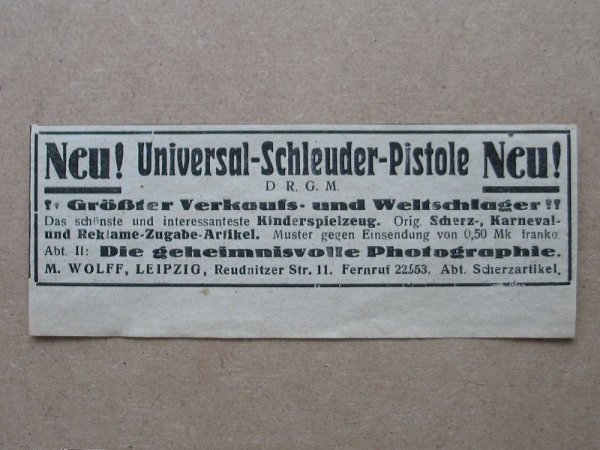 Neu! Universal-Schleuder-Pistole Neu!
D R. G. M.
!! Größter Verkaufs- und Weltschlager!!
Das schönste und interessanteste Kinderspielzeug. Orig. Scherz-, Karneval-
und Reklame-Zugabe-Artikel. Muster gegen Einsendung von 0,50 Mk franko
Abt. II: Die geheimnisvolle Photographie.
M. WOLFF, LEIPZIG, Reudnitzer Str. 11. Fernruf 22553. Abt. Scherzartikel.